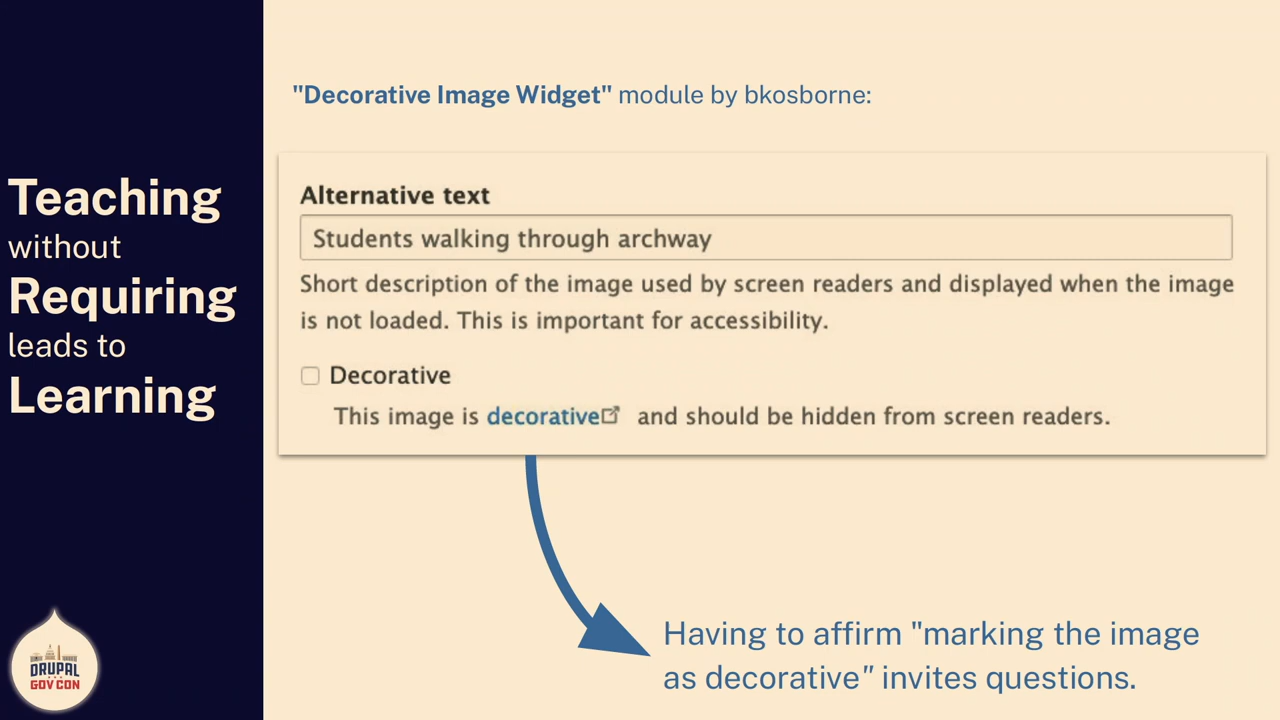 Teaching
without
Requiring
leads to
Learning
"Decorative Image Widget" module by bkosborne:
Alternative text
Students walking through archway
Short description of the image used by screen readers and displayed when the image
is not loaded. This is important for accessibility.
Decorative
This image is decorative and should be hidden from screen readers.
Having to affirm "marking the image
as decorative" invites questions.
DRUPAL
GOV CON